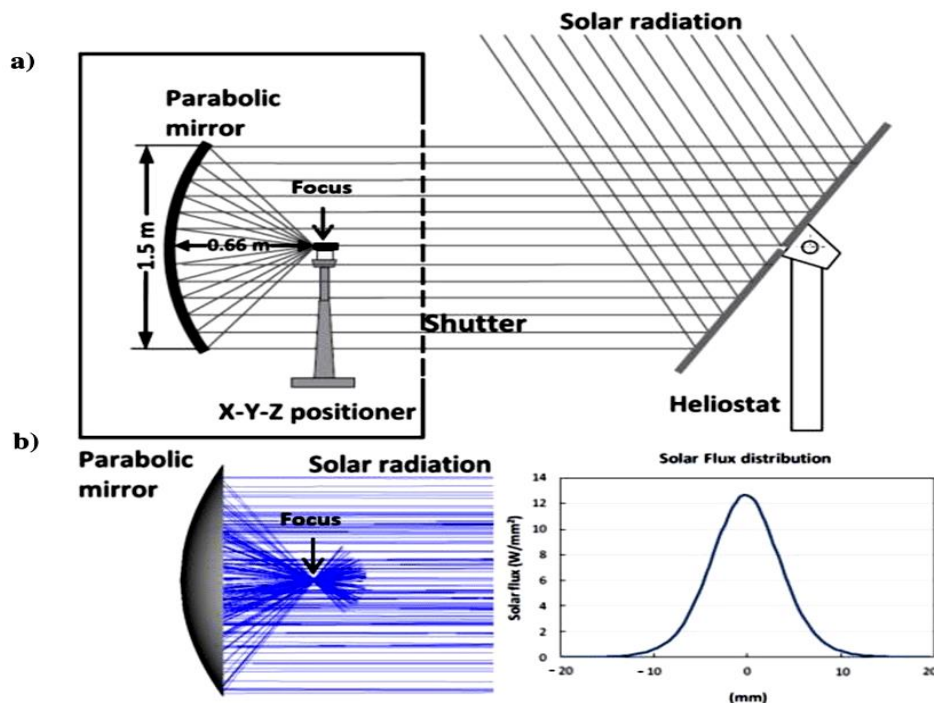 Solar radiation
a)
Parabolic
mirror
Focus
1.5 m
0.66 m
Shutter
X-Y-Z positioner
Heliostat
b)
Parabolic
mirror
Solar radiation
Focus
Solar Flux distribution
Solar flux (W/mm²)
14
12
10
8
6
4
2
0
-20
-10
0
10
20
(mm)